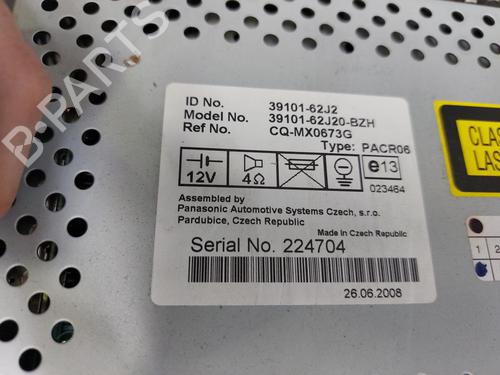 B-PARTS
ID No. 39101-62J2
Model No. 39101-62J20-BZH
Ref No. CQ-MX0673G
Type: PACR06
12V
4Ω
e13
023464
Assembled by
Panasonic Automotive Systems Czech, s.r.o.
Pardubice, Czech Republic
Made in Czech Republic
Serial No. 224704
26.06.2008
CLAS
LAS
1 2